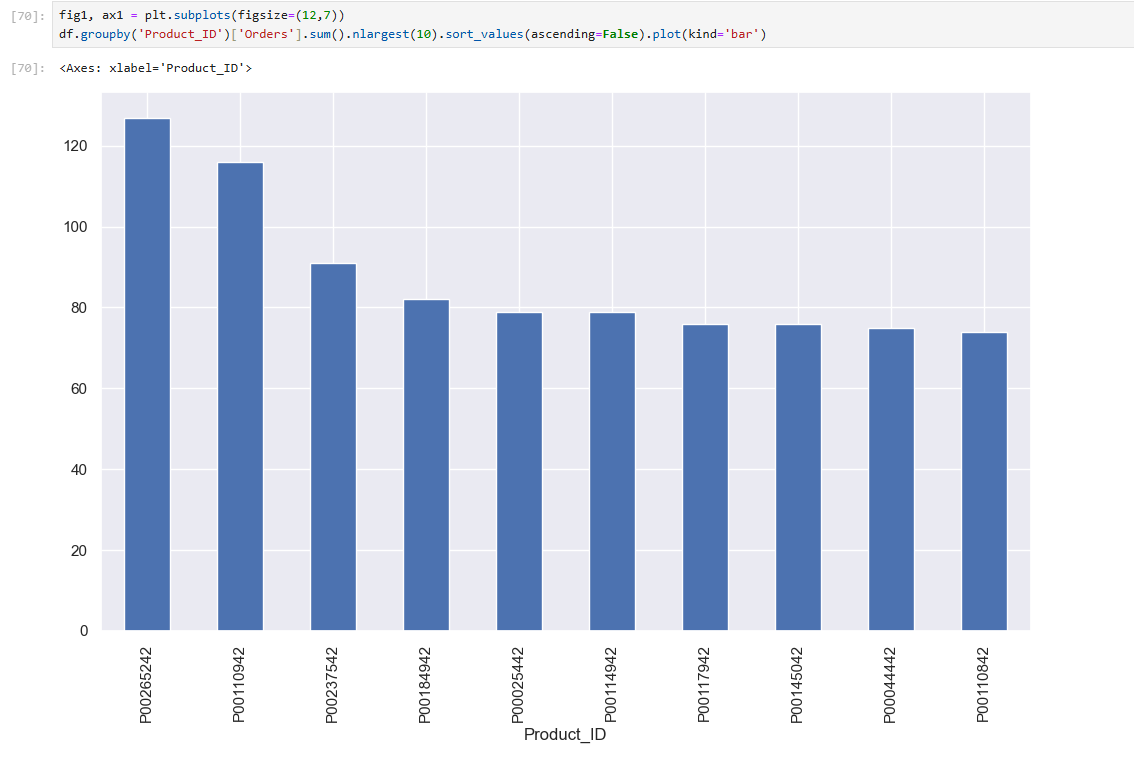 [70]: fig1, ax1 = plt.subplots(figsize=(12,7))
df.groupby('Product_ID')['Orders'].sum().nlargest(10).sort_values(ascending=False).plot(kind='bar')
[70]: <Axes: xlabel='Product_ID'>
120
100
80
60
40
20
0
P00265242
P00110942
P00237542
P00184942
P00025442
P00114942
P00117942
P00145042
P00044442
P00110842
Product_ID